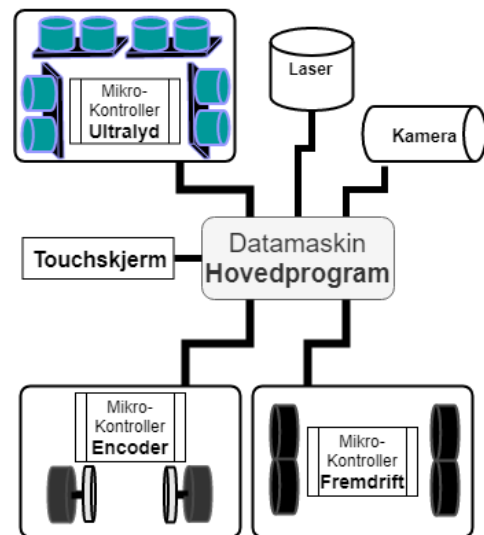 Mikro-
Kontroller
Ultralyd
Laser
Kamera
Datamaskin
Hovedprogram
Touchskjerm
Mikro-
Kontroller
Encoder
Mikro-
Kontroller
Fremdrift